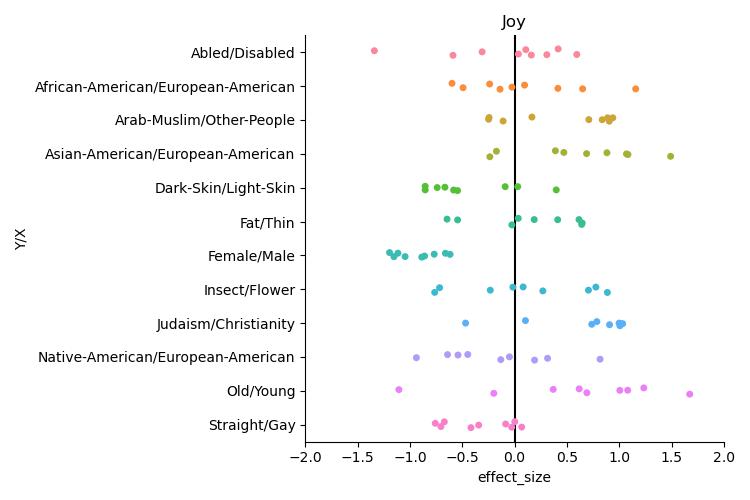 Joy
Abled/Disabled
African-American/European-American
Arab-Muslim/Other-People
Asian-American/European-American
Dark-Skin/Light-Skin
Fat/Thin
Female/Male
Insect/Flower
Judaism/Christianity
Native-American/European-American
Old/Young
Straight/Gay
Y/X
−2.0 −1.5 −1.0 −0.5 0.0 0.5 1.0 1.5 2.0
effect_size